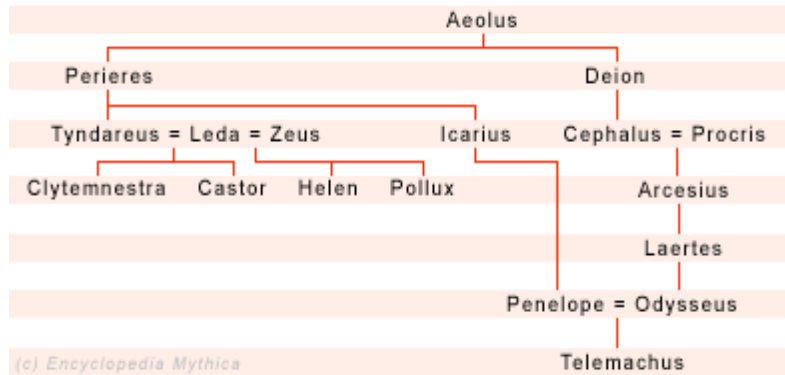 Aeolus
Perieres Deion
Tyndareus = Leda = Zeus Icarius Cephalus = Procris
Clytemnestra Castor Helen Pollux Arcesius
Laertes
Penelope = Odysseus
(c) Encyclopedia Mythica Telemachus